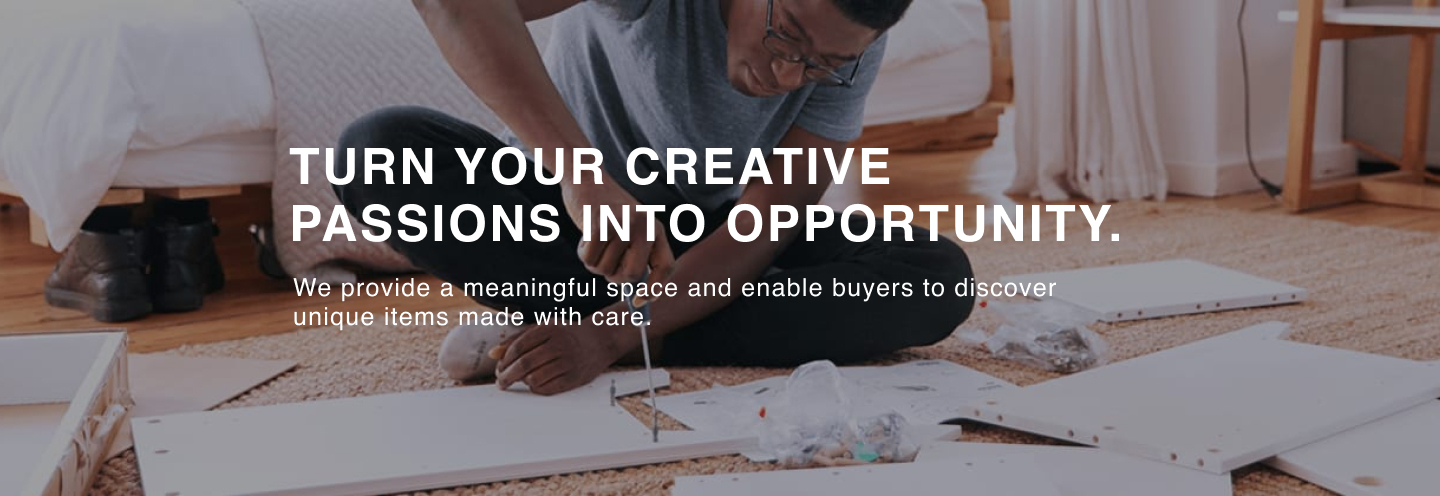 TURN YOUR CREATIVE
PASSIONS INTO OPPORTUNITY.
We provide a meaningful space and enable buyers to discover
unique items made with care.